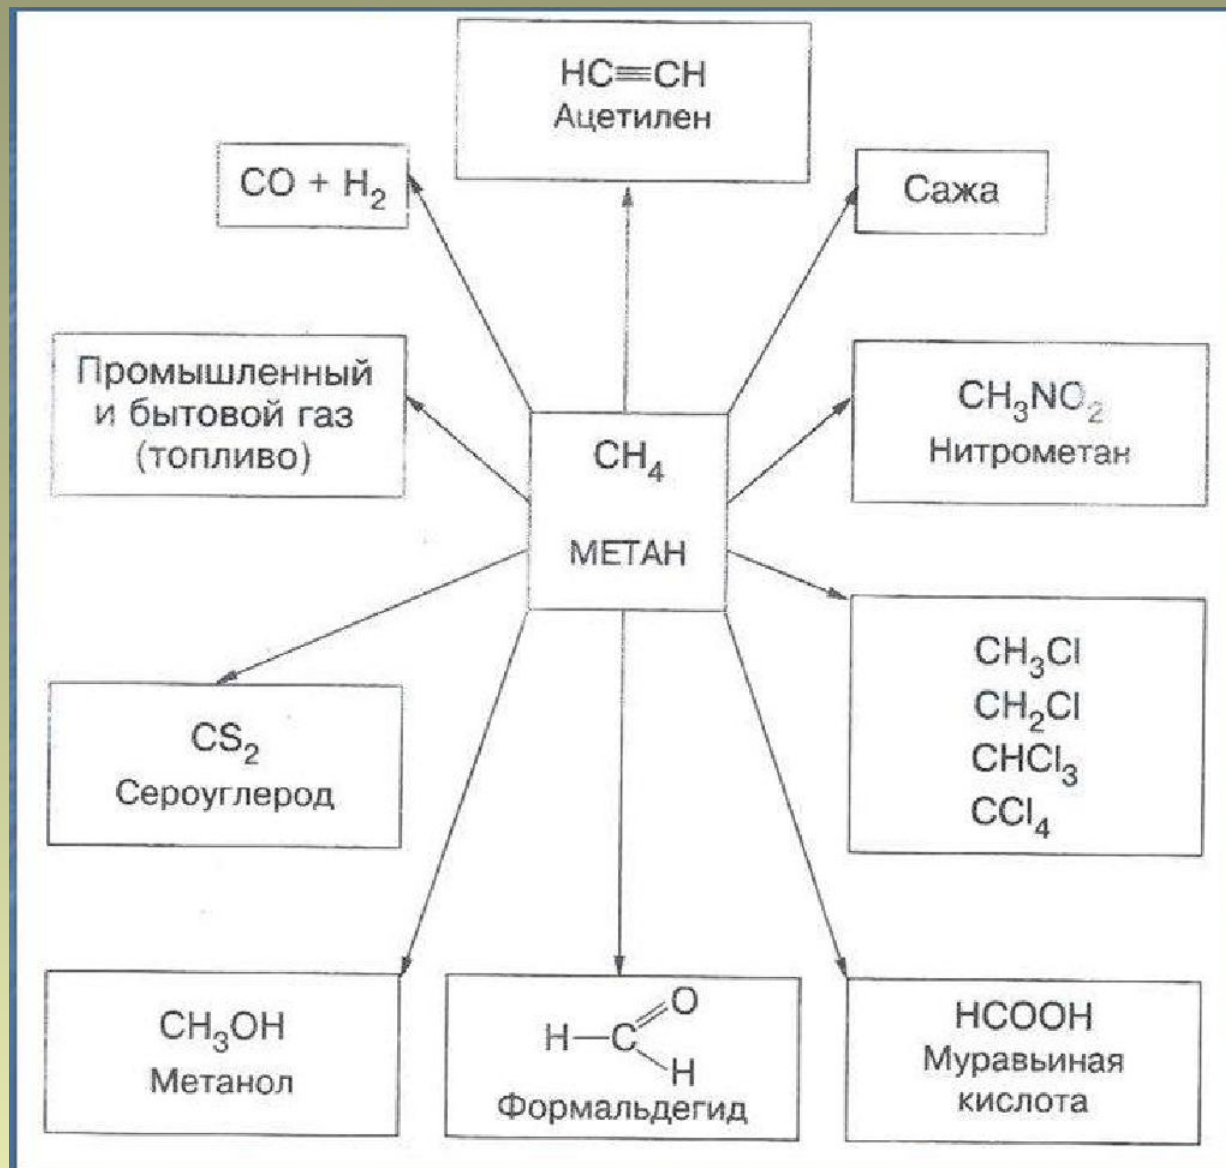 HC≡CH
Ацетилен
CO + H₂
Сажа
Промышленный
и бытовой газ
(топливо)
CH₄
МЕТАН
CH₃NO₂
Нитрометан
CS₂
Сероуглерод
CH₃Cl
CH₂Cl
CHCl₃
CCl₄
CH₃OH
Метанол
O
H—C
H
Формальдегид
HCOOH
Муравьиная
кислота